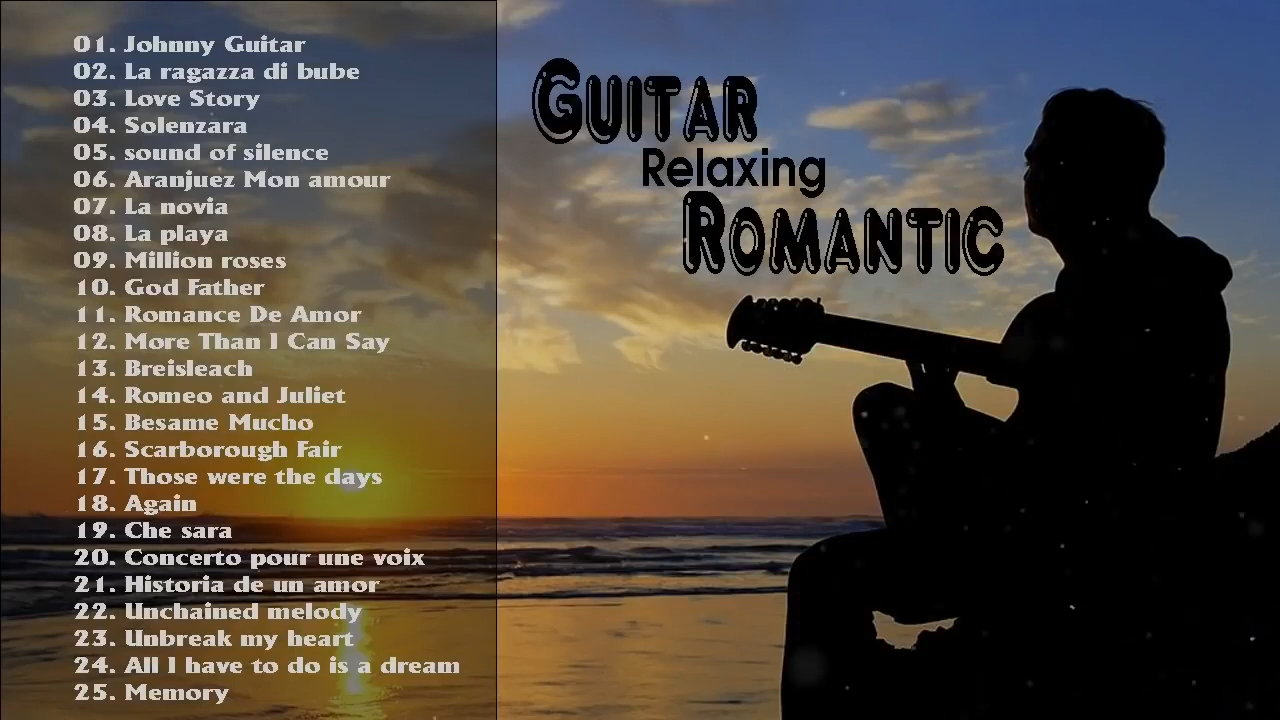 01. Johnny Guitar
02. La ragazza di bube
03. Love Story
04. Solenzara
05. sound of silence
06. Aranjuez Mon amour
07. La novia
08. La playa
09. Million roses
10. God Father
11. Romance De Amor
12. More Than I Can Say
13. Breisleach
14. Romeo and Juliet
15. Besame Mucho
16. Scarborough Fair
17. Those were the days
18. Again
19. Che sara
20. Concerto pour une voix
21. Historia de un amor
22. Unchained melody
23. Unbreak my heart
24. All I have to do is a dream
25. Memory
GUITAR
Relaxing
ROMANTIC